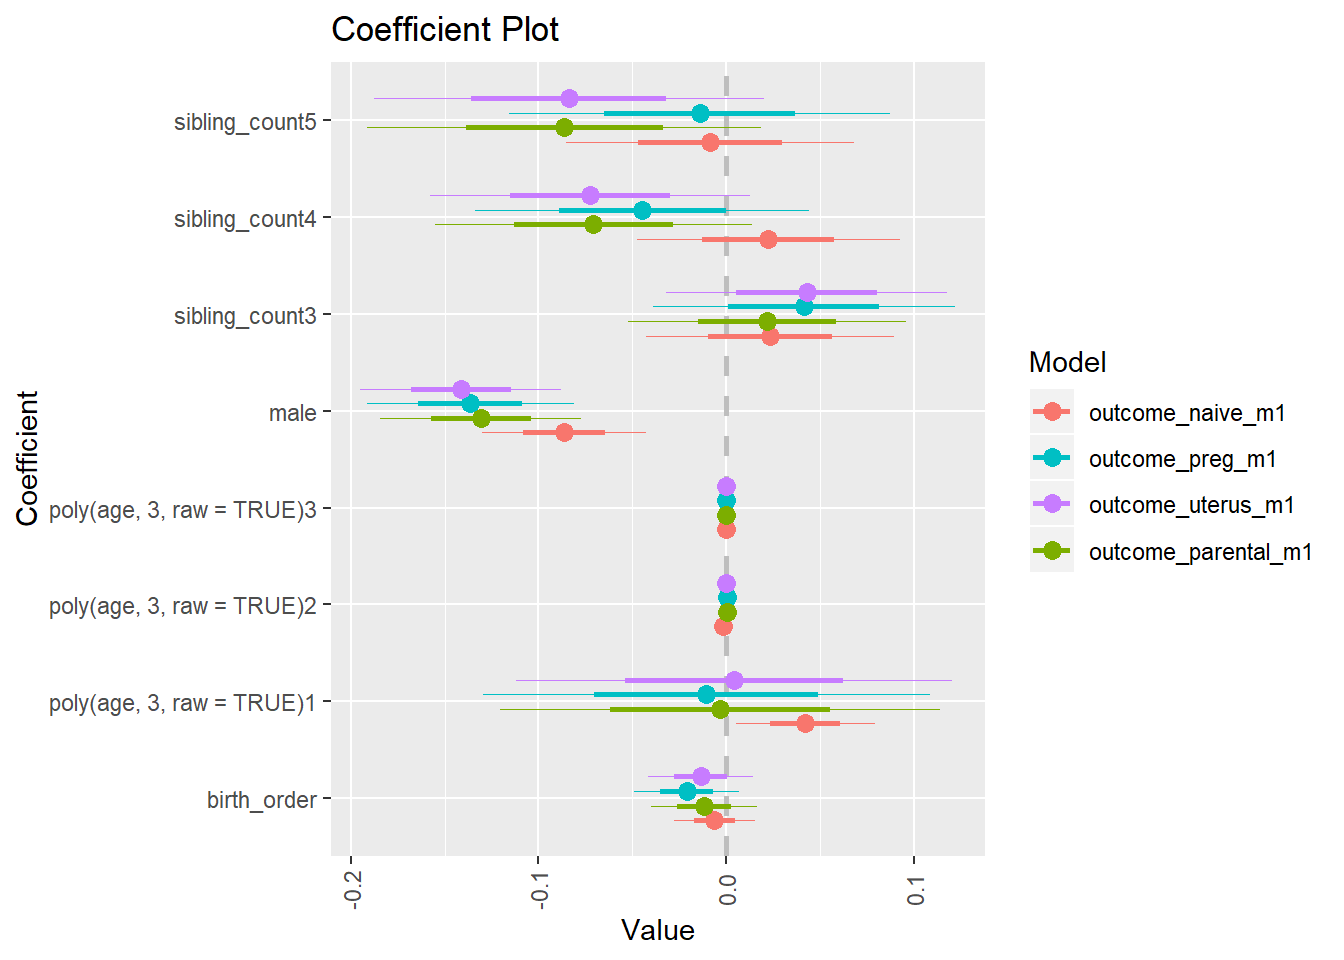 Coefficient Plot
Coefficient
sibling_count5
sibling_count4
sibling_count3
male
poly(age, 3, raw = TRUE)3
poly(age, 3, raw = TRUE)2
poly(age, 3, raw = TRUE)1
birth_order
-0.2
-0.1
0.0
0.1
Value
Model
outcome_naive_m1
outcome_preg_m1
outcome_uterus_m1
outcome_parental_m1